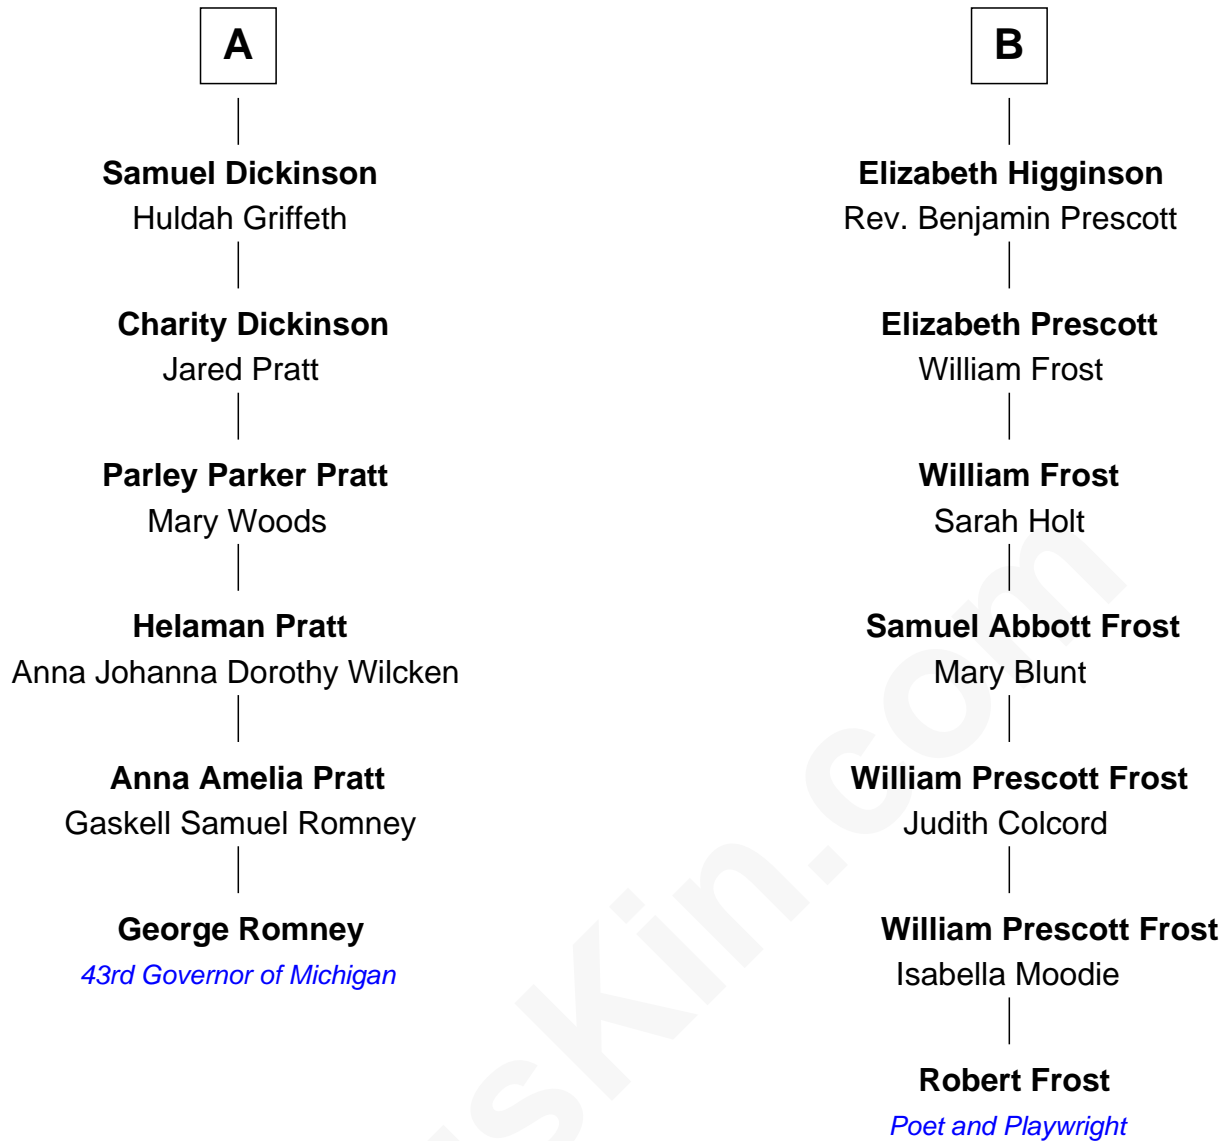 A
Samuel Dickinson
Huldah Griffeth
Charity Dickinson
Jared Pratt
Parley Parker Pratt
Mary Woods
Helaman Pratt
Anna Johanna Dorothy Wilcken
Anna Amelia Pratt
Gaskell Samuel Romney
George Romney
43rd Governor of Michigan
B
Elizabeth Higginson
Rev. Benjamin Prescott
Elizabeth Prescott
William Frost
William Frost
Sarah Holt
Samuel Abbott Frost
Mary Blunt
William Prescott Frost
Judith Colcord
William Prescott Frost
Isabella Moodie
Robert Frost
Poet and Playwright
usKin.com